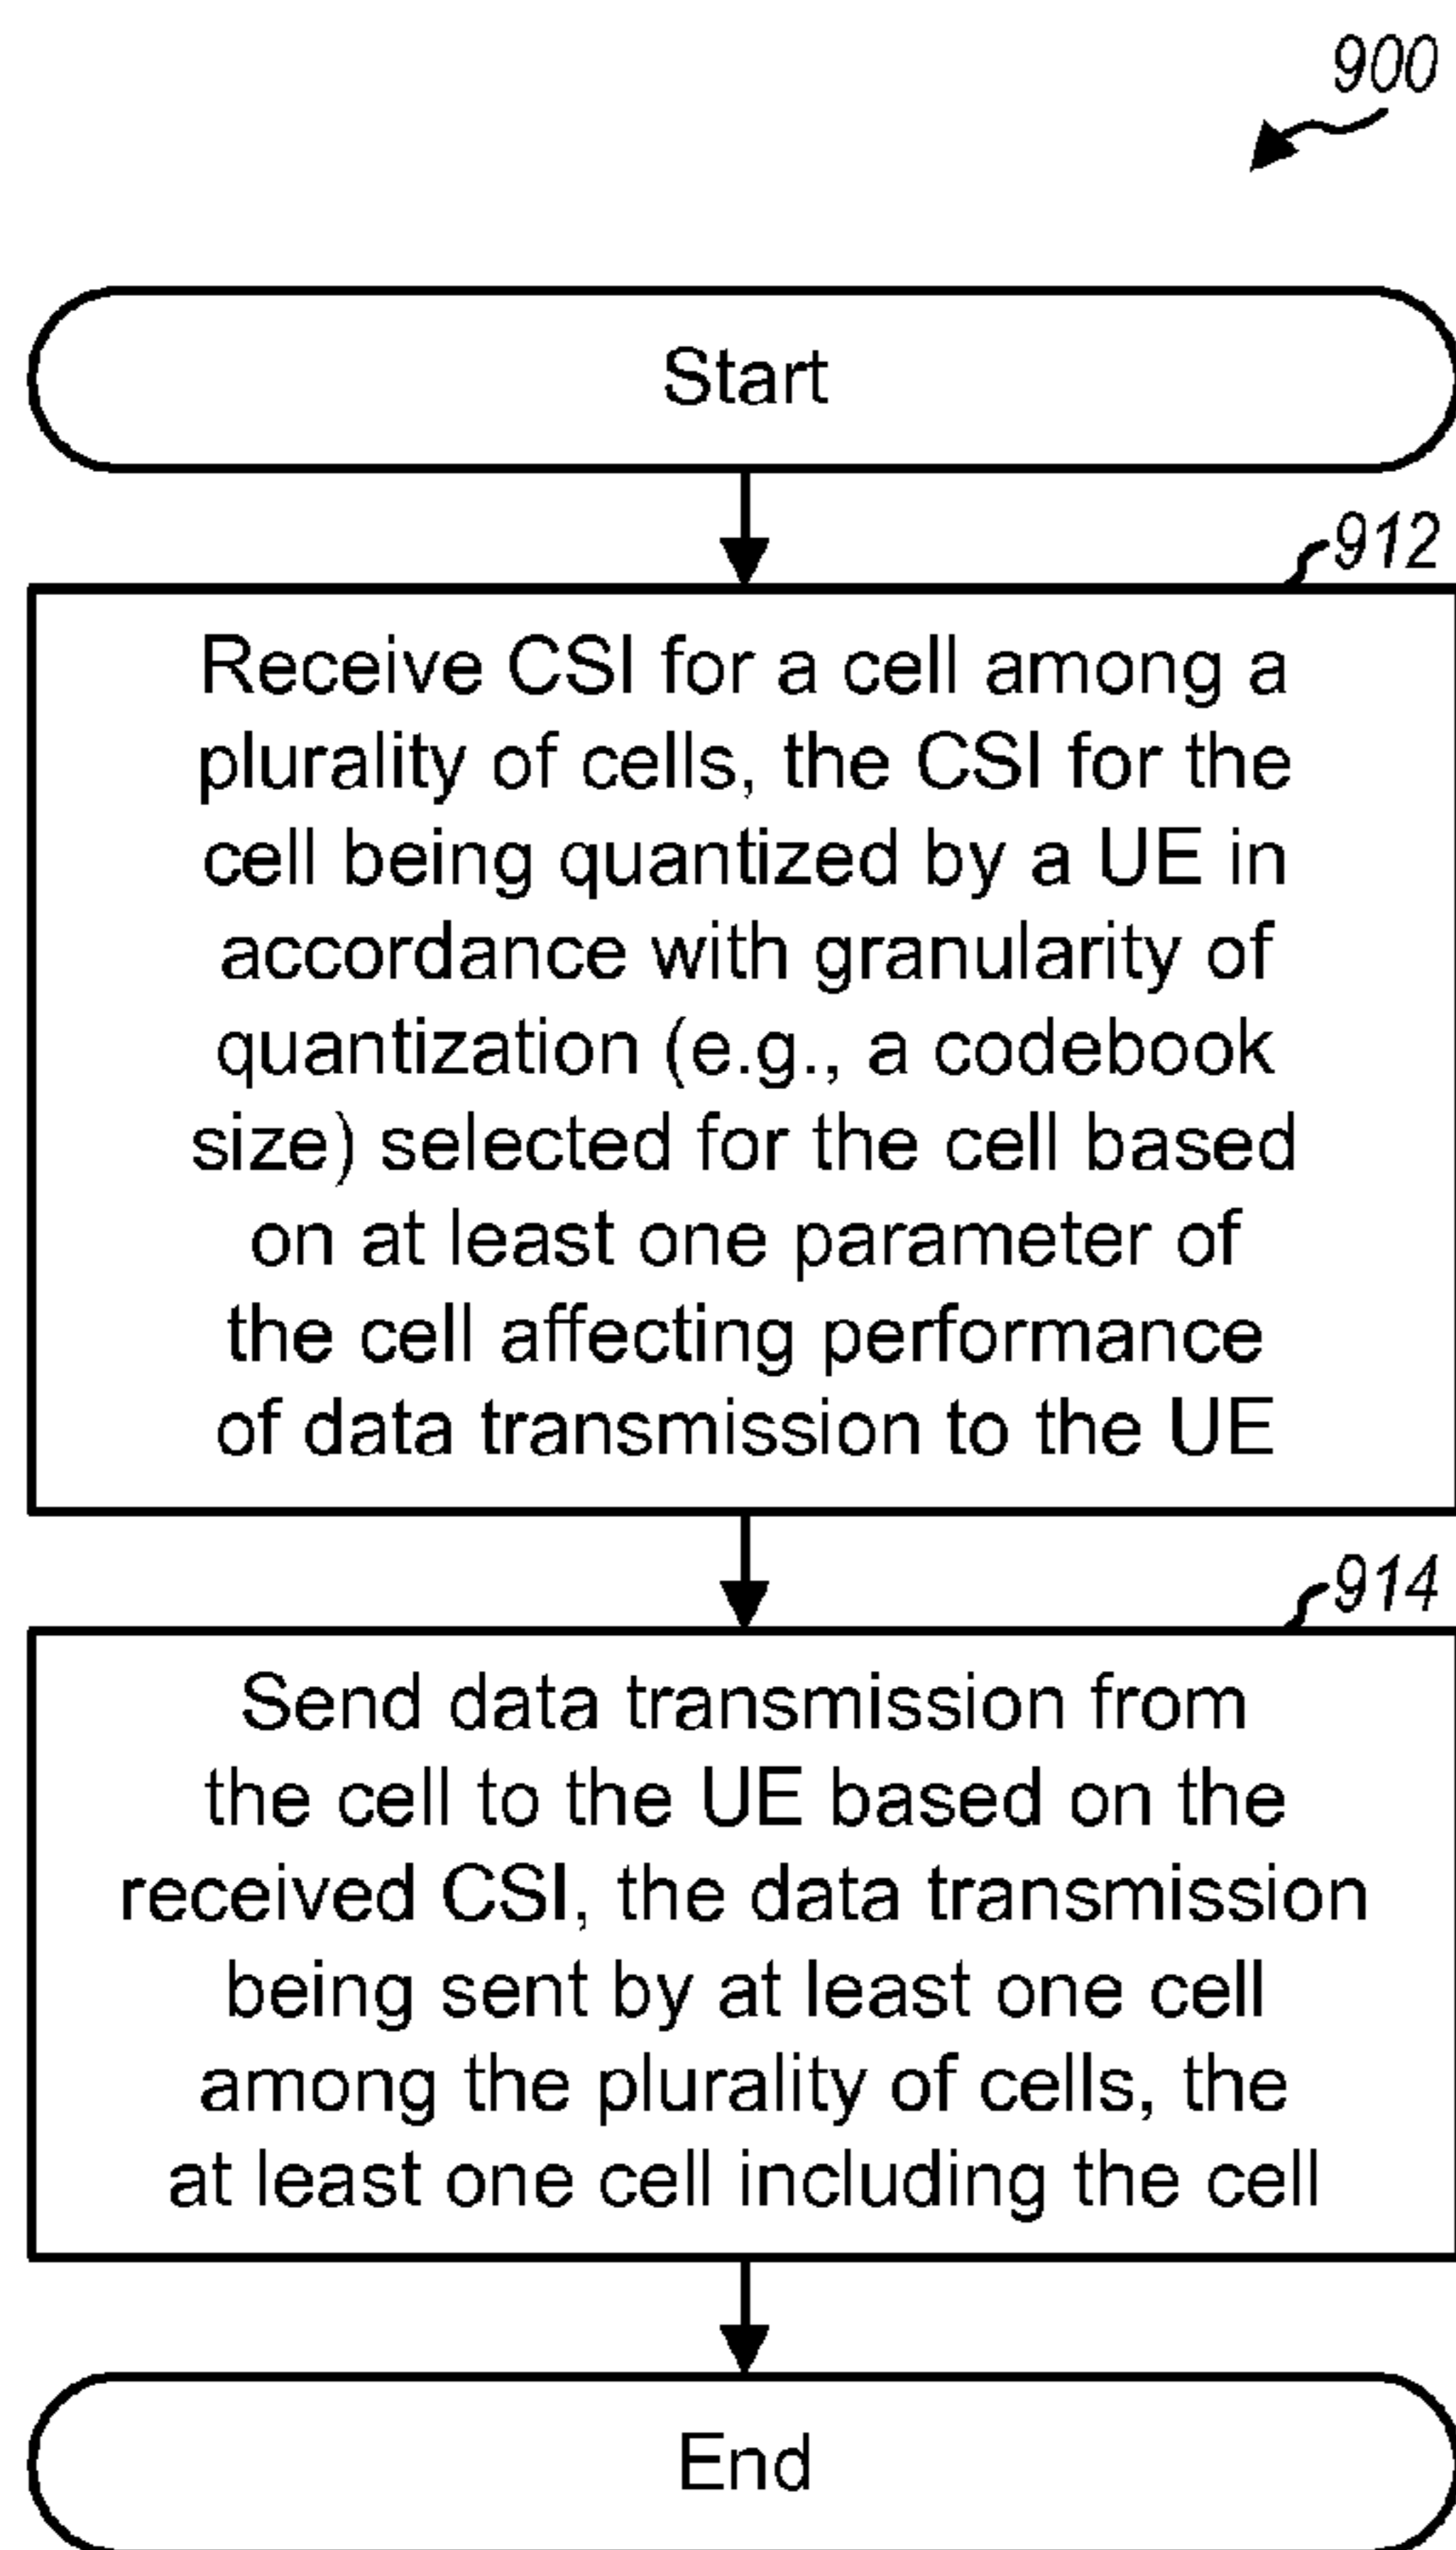 900
Start
912
Receive CSI for a cell among a
plurality of cells, the CSI for the
cell being quantized by a UE in
accordance with granularity of
quantization (e.g., a codebook
size) selected for the cell based
on at least one parameter of
the cell affecting performance
of data transmission to the UE
914
Send data transmission from
the cell to the UE based on the
received CSI, the data transmission
being sent by at least one cell
among the plurality of cells, the
at least one cell including the cell
End